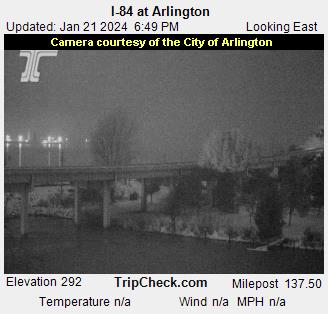 I-84 at Arlington
Updated: Jan 21 2024 6:49 PM Looking East
Camera courtesy of the City of Arlington
Elevation 292 TripCheck.com Milepost 137.50
Temperature n/a Wind n/a MPH n/a